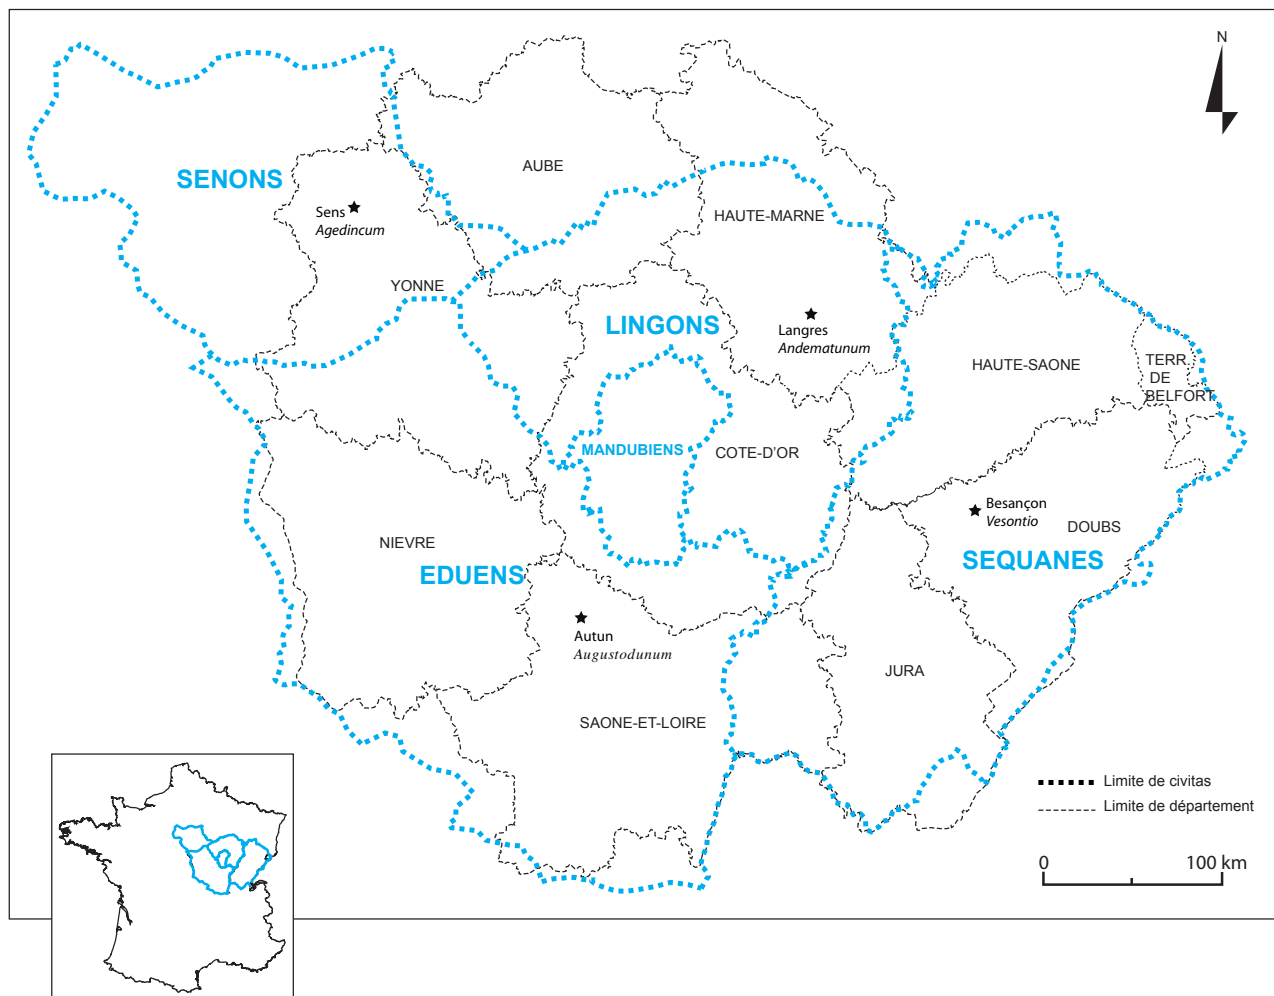 N
AUBE
SENONS
HAUTE-MARNE
Sens
Agedincum
YONNE
LINGONS
Langres
Andematunum
HAUTE-SAONE
TERR.
DE
BELFORT
MANDUBIENS
COTE-D'OR
Besançon
Vesontio
DOUBS
NIEVRE
EDUENS
SEQUANES
Autun
Augustodunum
JURA
SAONE-ET-LOIRE
Limite de civitas
Limite de département
0 100 km